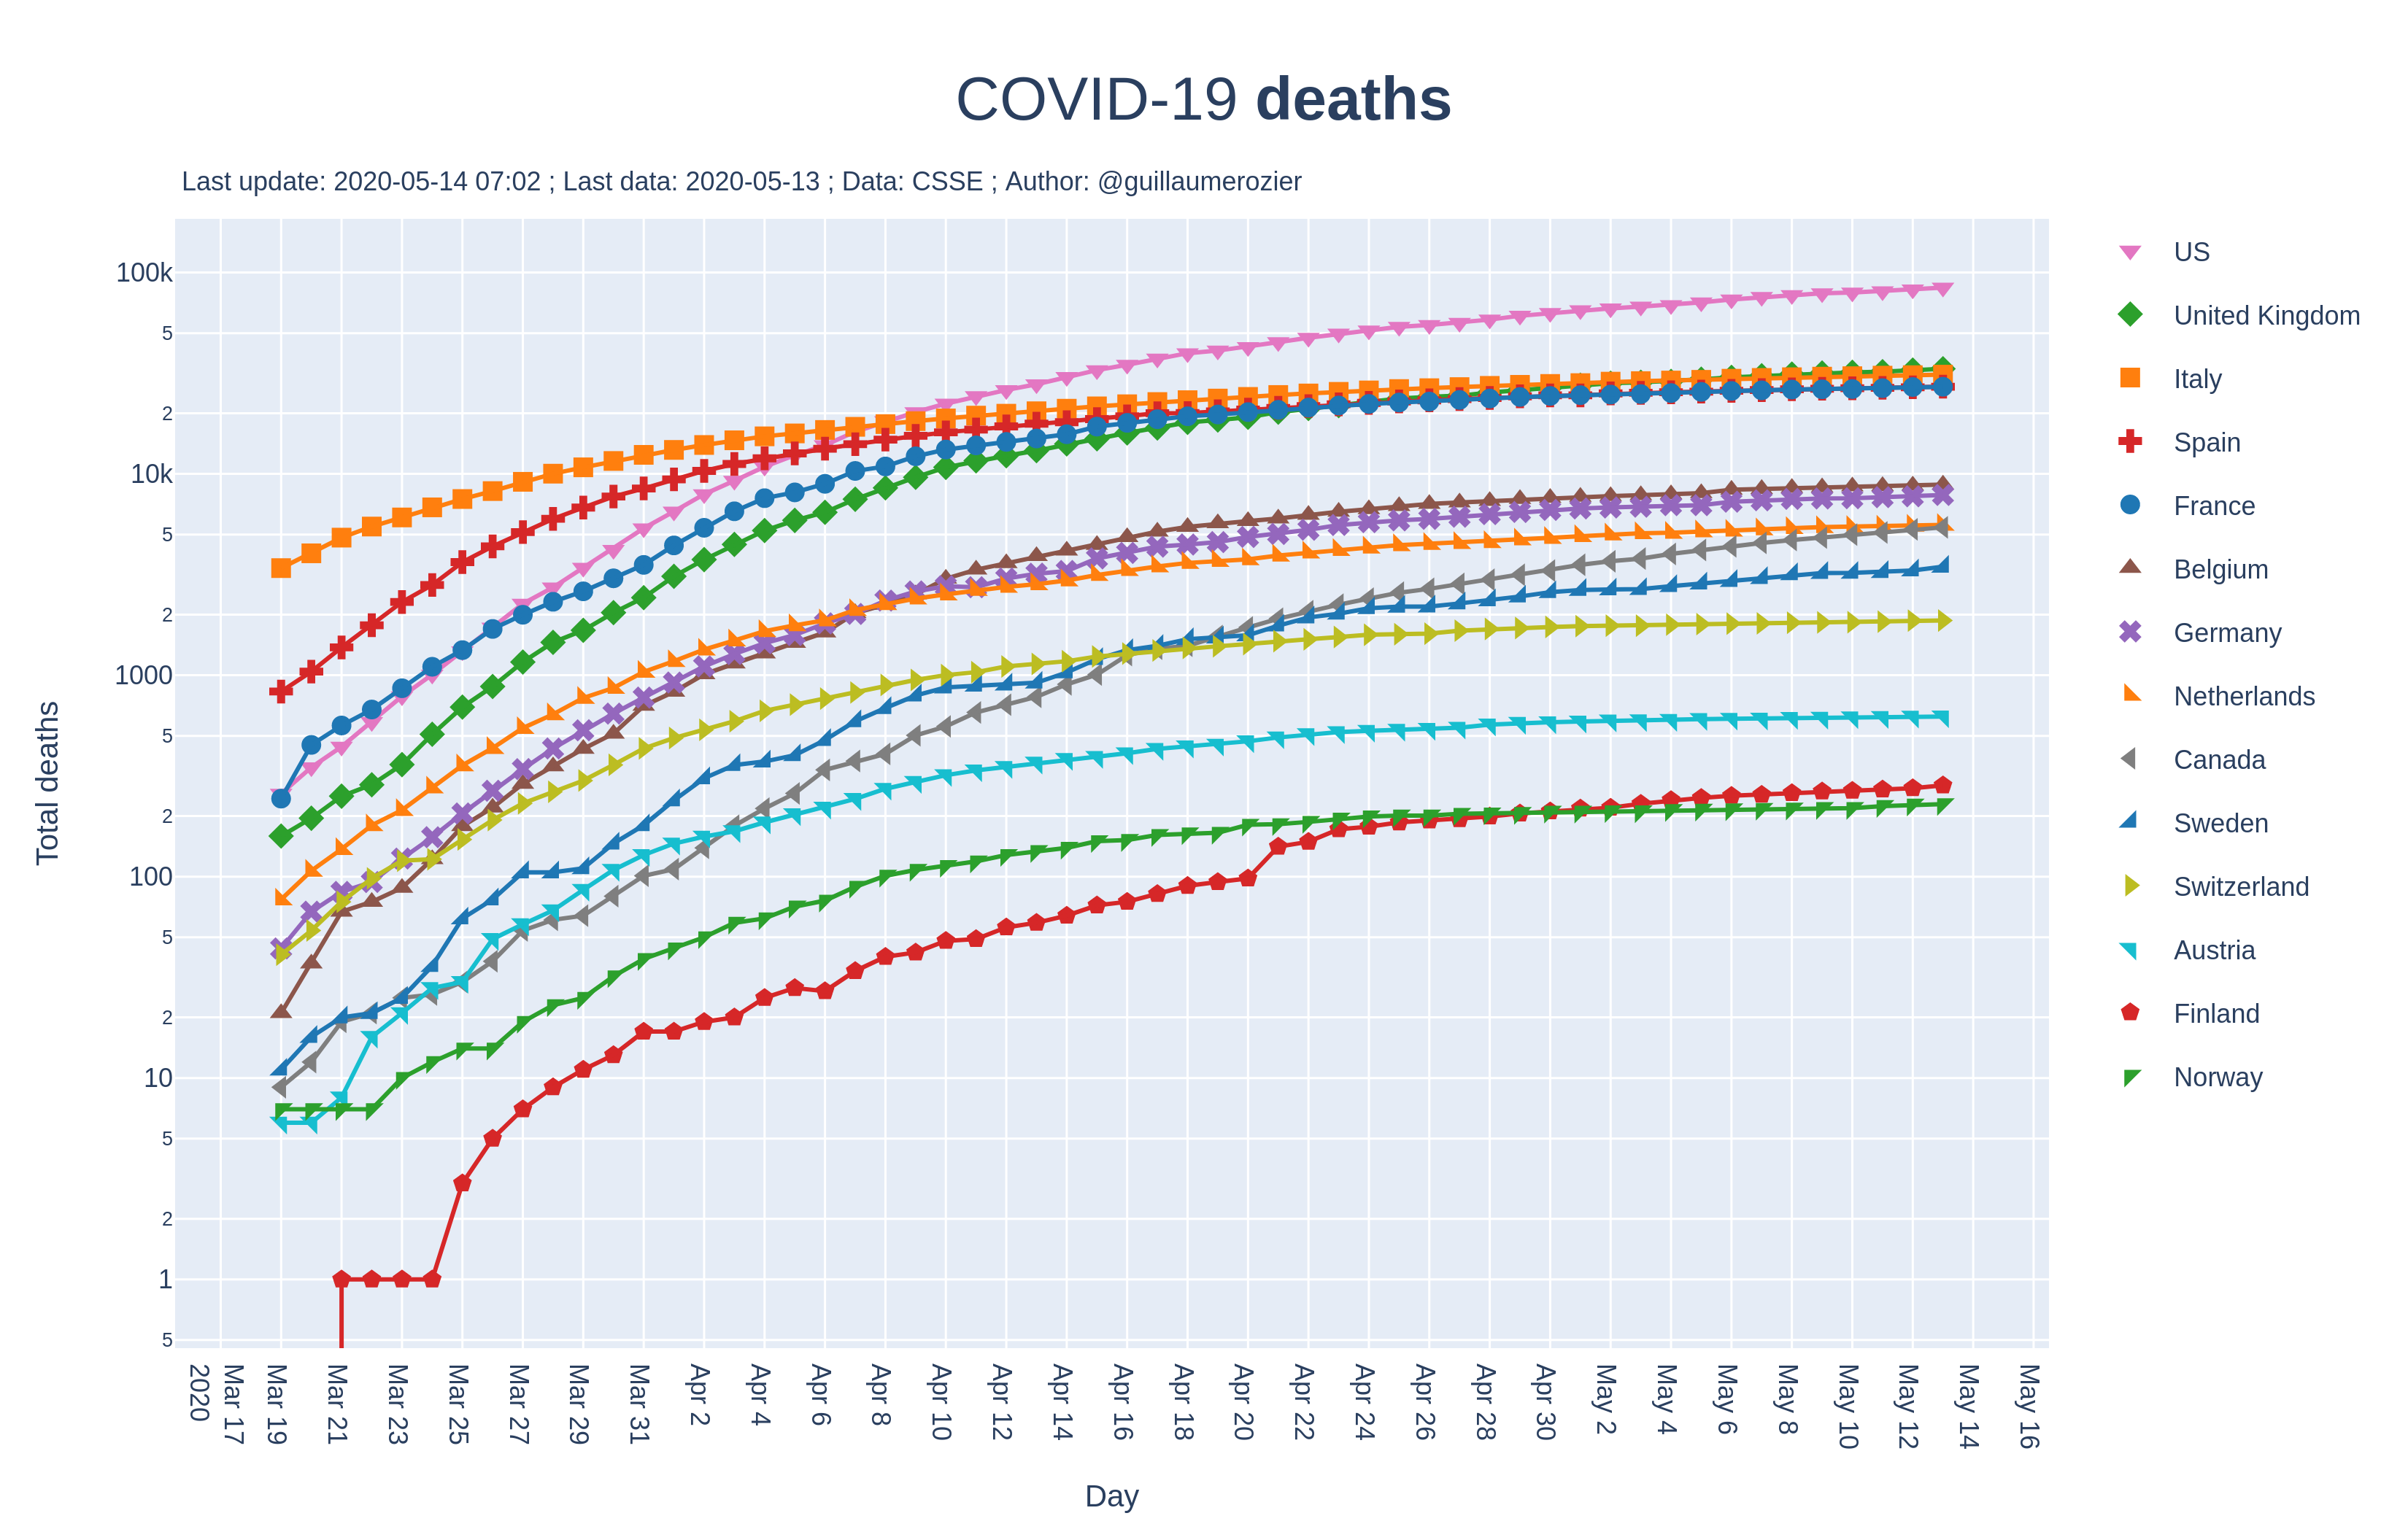 COVID-19 deaths
Last update: 2020-05-14 07:02 ; Last data: 2020-05-13 ; Data: CSSE ; Author: @guillaumerozier
100k
5
2
10k
5
2
1000
5
2
100
5
2
10
5
2
1
5
Total deaths
Mar 17
2020
Mar 19
Mar 21
Mar 23
Mar 25
Mar 27
Mar 29
Mar 31
Apr 2
Apr 4
Apr 6
Apr 8
Apr 10
Apr 12
Apr 14
Apr 16
Apr 18
Apr 20
Apr 22
Apr 24
Apr 26
Apr 28
Apr 30
May 2
May 4
May 6
May 8
May 10
May 12
May 14
May 16
Day
US
United Kingdom
Italy
Spain
France
Belgium
Germany
Netherlands
Canada
Sweden
Switzerland
Austria
Finland
Norway